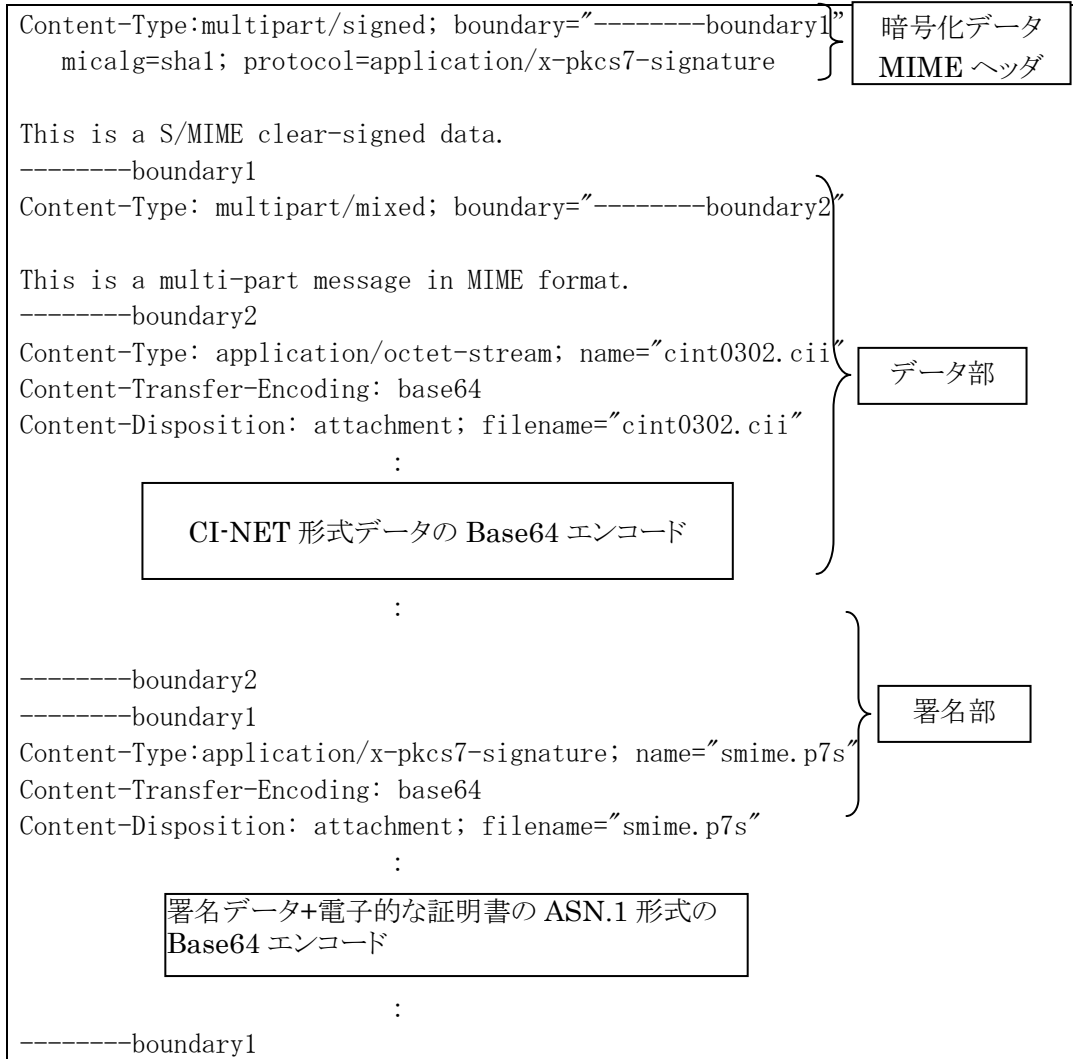 Content-Type:multipart/signed; boundary="--------boundary1”
micalg=sha1; protocol=application/x-pkcs7-signature
暗号化データ
MIME ヘッダ
This is a S/MIME clear-signed data.
--------boundary1
Content-Type: multipart/mixed; boundary="--------boundary2"
This is a multi-part message in MIME format.
--------boundary2
Content-Type: application/octet-stream; name="cint0302.cii"
Content-Transfer-Encoding: base64
Content-Disposition: attachment; filename="cint0302.cii"
データ部
:
CI-NET 形式データの Base64 エンコード
:
--------boundary2
--------boundary1
署名部
Content-Type:application/x-pkcs7-signature; name="smime.p7s"
Content-Transfer-Encoding: base64
Content-Disposition: attachment; filename="smime.p7s"
:
署名データ+電子的な証明書の ASN.1 形式の
Base64 エンコード
:
--------boundary1